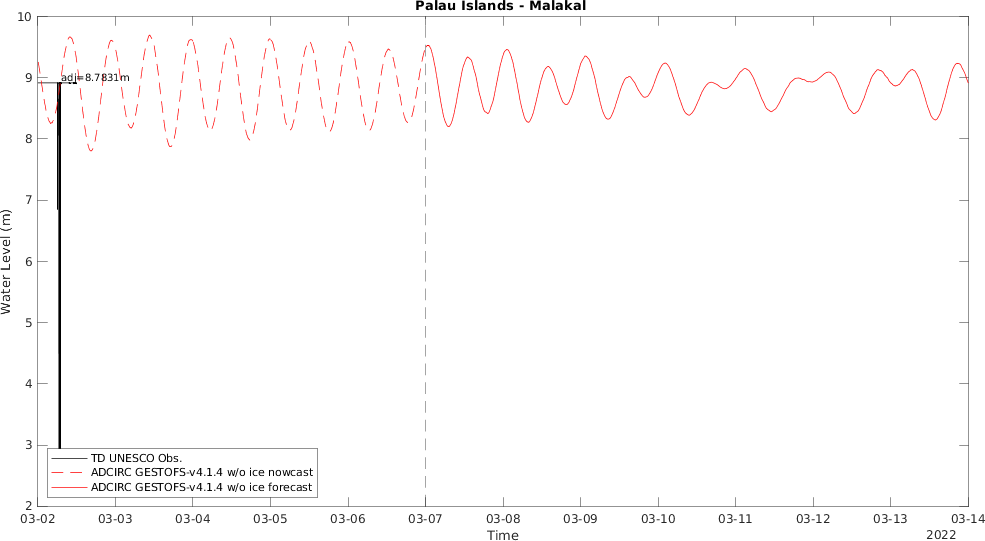 Palau Islands - Malakal
10
9
8
7
6
5
4
3
2
Water Level (m)
adj=8.7831m
TD UNESCO Obs.
ADCIRC GESTOFS-v4.1.4 w/o ice nowcast
ADCIRC GESTOFS-v4.1.4 w/o ice forecast
03-02 03-03 03-04 03-05 03-06 03-07 03-08 03-09 03-10 03-11 03-12 03-13 03-14
Time
2022